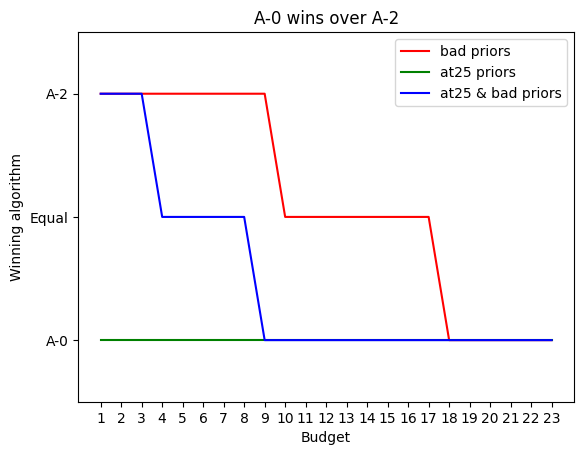 A-0 wins over A-2
bad priors
at25 priors
at25 & bad priors
A-2
Equal
A-0
Winning algorithm
1 2 3 4 5 6 7 8 9 10 11 12 13 14 15 16 17 18 19 20 21 22 23
Budget